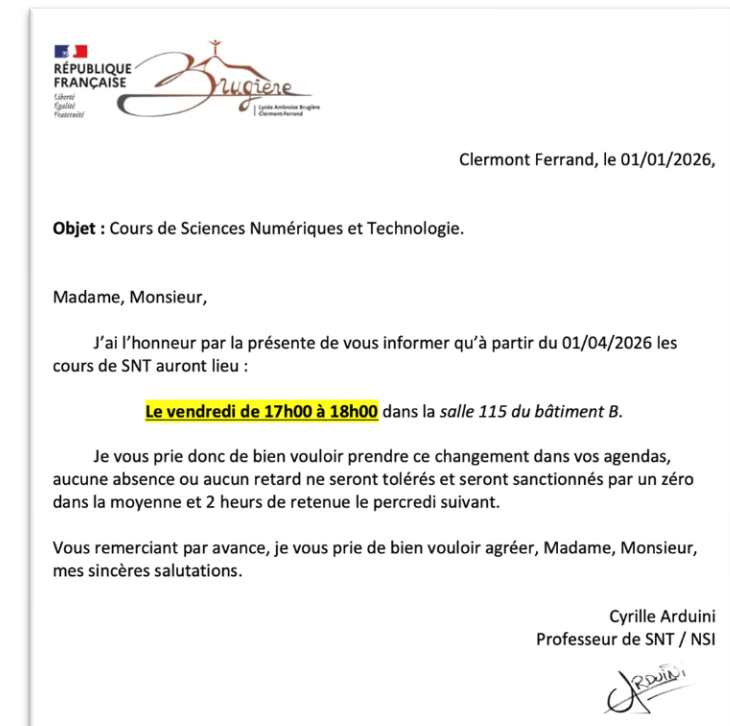 RÉPUBLIQUE
FRANÇAISE
Liberté
Égalité
Fraternité
Brugière
Lycée Ambroise Brugière
Clermont-Ferrand
Clermont Ferrand, le 01/01/2026,
Objet : Cours de Sciences Numériques et Technologie.
Madame, Monsieur,
J’ai l’honneur par la présente de vous informer qu’à partir du 01/04/2026 les
cours de SNT auront lieu :
Le vendredi de 17h00 à 18h00 dans la salle 115 du bâtiment B.
Je vous prie donc de bien vouloir prendre ce changement dans vos agendas,
aucune absence ou aucun retard ne seront tolérés et seront sanctionnés par un zéro
dans la moyenne et 2 heurs de retenue le percredi suivant.
Vous remerciant par avance, je vous prie de bien vouloir agréer, Madame, Monsieur,
mes sincères salutations.
Cyrille Arduini
Professeur de SNT / NSI
ARDUINI